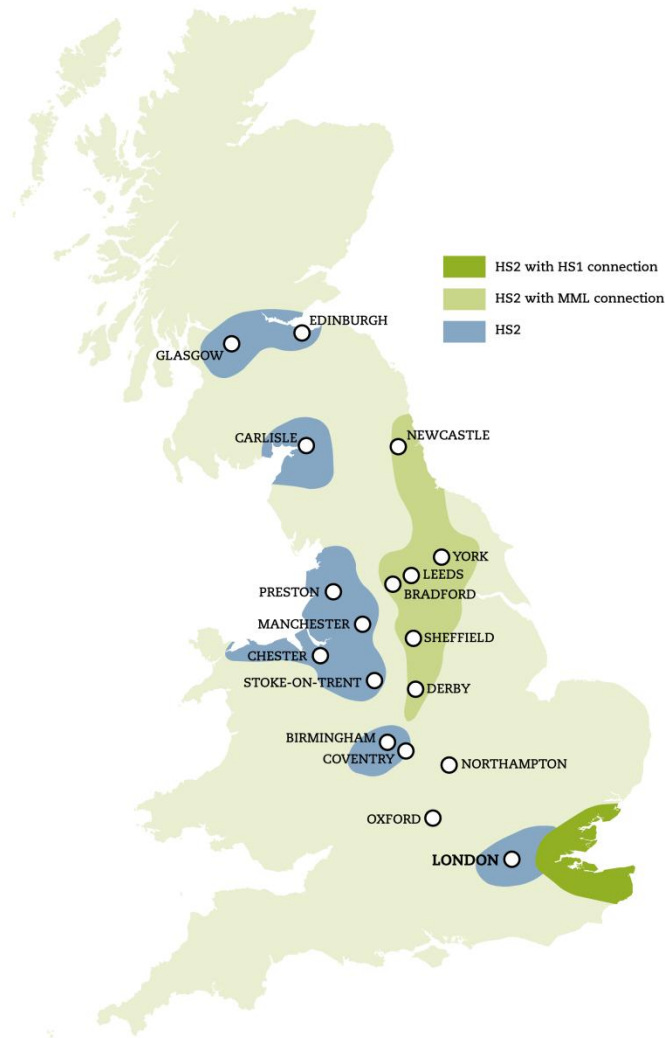 HS2 with HS1 connection
HS2 with MML connection
HS2
EDINBURGH
GLASGOW
CARLISLE
NEWCASTLE
YORK
LEEDS
BRADFORD
PRESTON
MANCHESTER
SHEFFIELD
CHESTER
STOKE-ON-TRENT
DERBY
BIRMINGHAM
COVENTRY
NORTHAMPTON
OXFORD
LONDON